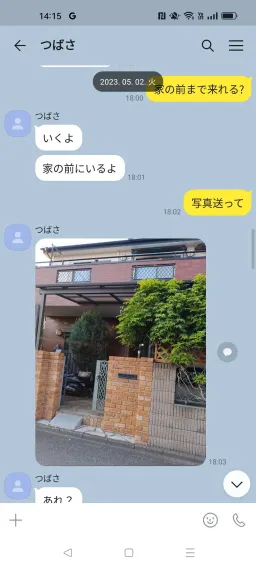 14:15
つばさ
2023. 05. 02. 火
家の前まで来れる?
18:00
つばさ
いくよ
家の前にいるよ
18:01
写真送って
18:02
つばさ
18:03
つばさ
あれ？